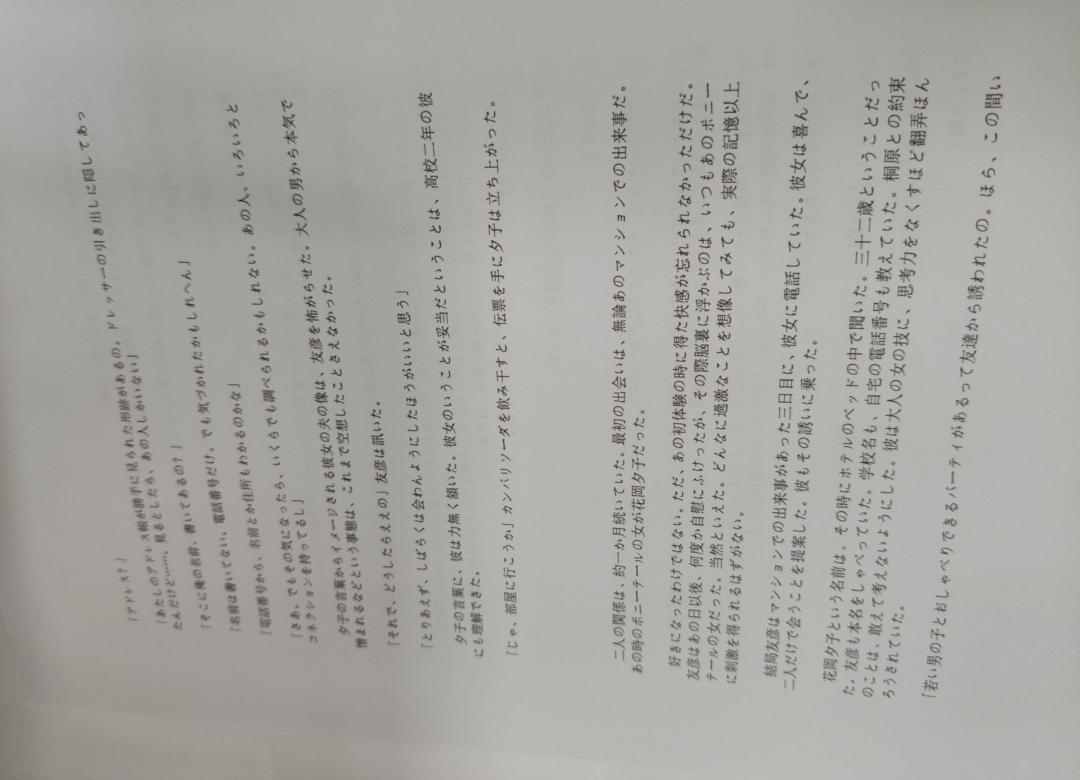 「アドレス?」
「あたしのアドレス帳が勝手に見られた形跡があるの。ドレッサーの引き出しに隠してあっ
たんだけど……。見るとしたら、あの人しかいない」
「そこに俺の名前、書いてあるの?」
「名前は書いてない。電話番号だけ。でも気づかれたかもしれへん」
「電話番号から、名前とか住所もわかるのかな」
「さあ。でもその気になったら、いくらでも調べられるかもしれない。あの人、いろいろと
コネクションを持ってるし」
夕子の言葉からイメージされる彼女の夫の像は、友彦を怖がらせた。大人の男から本気で
憎まれるなどという事態は、これまで空想したことさえなかった。
「それで、どうしたらええの」友彦は訊いた。
「とりあえず、しばらくは会わんようにしたほうがいいと思う」
夕子の言葉に、彼は力無く頷いた。彼女のいうことが妥当だということは、高校二年の彼
にも理解できた。
「じゃ、部屋に行こうか」カンパリソーダを飲み干すと、伝票を手に夕子は立ち上がった。
二人の関係は、約一か月続いていた。最初の出会いは、無論あのマンションでの出来事だ。
あの時のポニーテールの女が花岡夕子だった。
好きになったわけではない。ただ、あの初体験の時に得た快感が忘れられなかっただけだ。
友彦はあの日以後、何度か自慰にふけったが、その際脳裏に浮かぶのは、いつもあのポニー
テールの女だった。当然といえた。どんなに過激なことを想像してみても、実際の記憶以上
に刺激を得られるはずがない。
結局友彦はマンションでの出来事があった三日目に、彼女に電話していた。彼女は喜んで、
二人だけで会うことを提案した。彼もその誘いに乗った。
花岡夕子という名前は、その時にホテルのベッドの中で聞いた。三十二歳ということだっ
た。友彦も本名をしゃべっていた。学校名も、自宅の電話番号も教えていた。桐原との約束
のことは、敢えて考えないようにした。彼は大人の女の技に、思考力をなくすほど翻弄ほん
ろうされていた。
「若い男の子とおしゃべりできるパーティがあるって友達から誘われたの。ほら、この間い